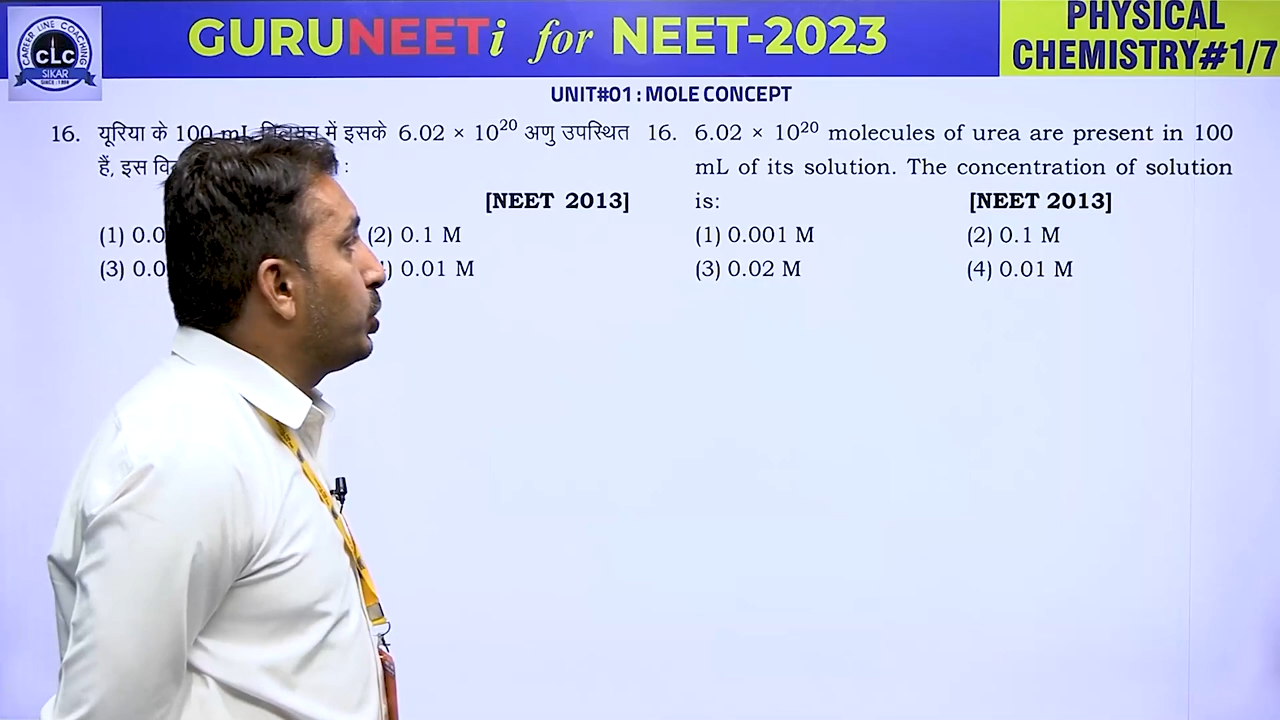 GURUNEETi for NEET-2023
PHYSICAL
CHEMISTRY#1/7
CAREER LINE COACHING
CLC
SIKAR
SINCE : 1996
UNIT#01 : MOLE CONCEPT
16. यूरिया के 100 mL विलयन में इसके 6.02 × 10²⁰ अणु उपस्थित
हैं, इस :
[NEET 2013]
(1) 0.0 (2) 0.1 M
(3) 0.0 ) 0.01 M
16. 6.02 × 10²⁰ molecules of urea are present in 100
mL of its solution. The concentration of solution
is: [NEET 2013]
(1) 0.001 M (2) 0.1 M
(3) 0.02 M (4) 0.01 M